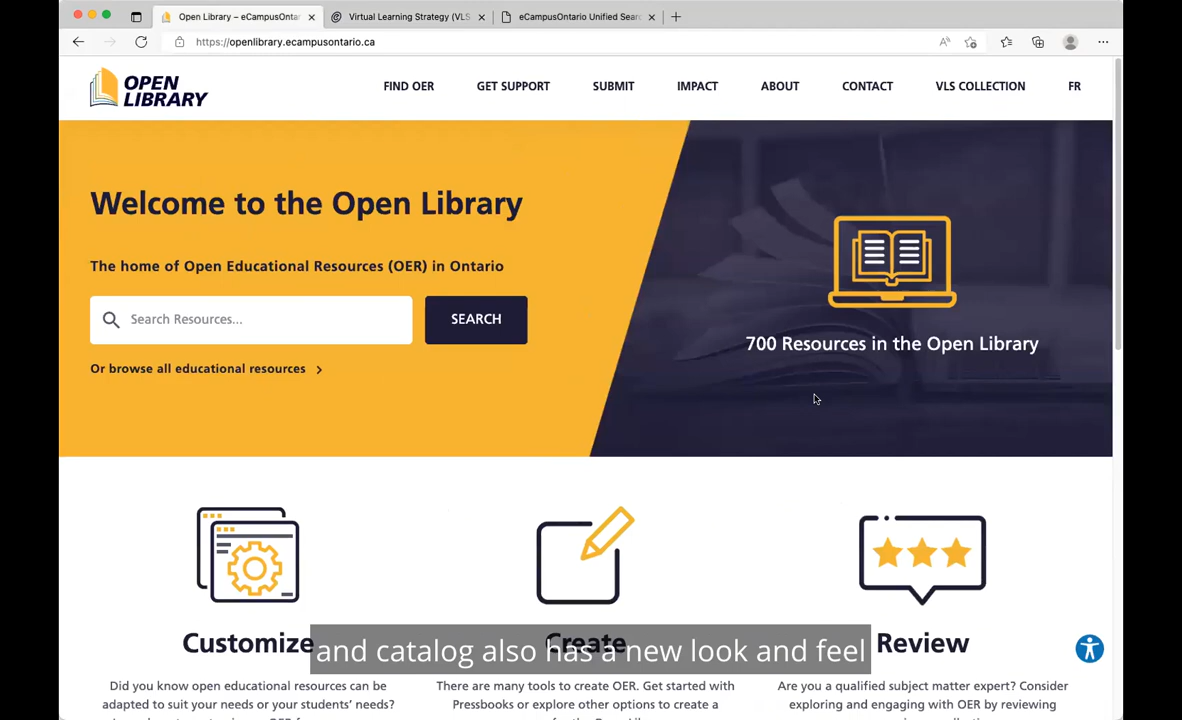 Open Library – eCampusOntar
Virtual Learning Strategy (VLS
eCampusOntario Unified Sear
https://openlibrary.ecampusontario.ca
OPEN
LIBRARY
FIND OER
GET SUPPORT
SUBMIT
IMPACT
ABOUT
CONTACT
VLS COLLECTION
FR
Welcome to the Open Library
The home of Open Educational Resources (OER) in Ontario
Search Resources...
SEARCH
Or browse all educational resources
700 Resources in the Open Library
Customize
Create
Review
and catalog also has a new look and feel
Did you know open educational resources can be
adapted to suit your needs or your students' needs?
There are many tools to create OER. Get started with
Pressbooks or explore other options to create a
Are you a qualified subject matter expert? Consider
exploring and engaging with OER by reviewing